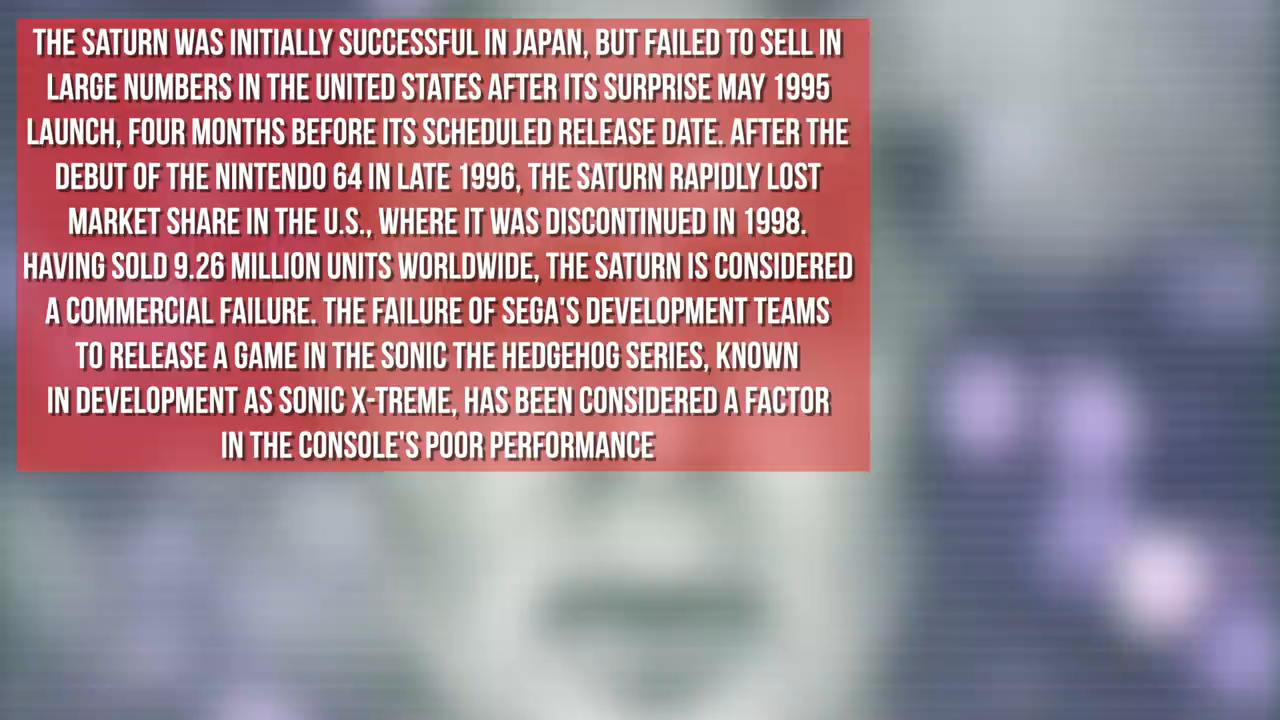 THE SATURN WAS INITIALLY SUCCESSFUL IN JAPAN, BUT FAILED TO SELL IN
LARGE NUMBERS IN THE UNITED STATES AFTER ITS SURPRISE MAY 1995
LAUNCH, FOUR MONTHS BEFORE ITS SCHEDULED RELEASE DATE. AFTER THE
DEBUT OF THE NINTENDO 64 IN LATE 1996, THE SATURN RAPIDLY LOST
MARKET SHARE IN THE U.S., WHERE IT WAS DISCONTINUED IN 1998.
HAVING SOLD 9.26 MILLION UNITS WORLDWIDE, THE SATURN IS CONSIDERED
A COMMERCIAL FAILURE. THE FAILURE OF SEGA'S DEVELOPMENT TEAMS
TO RELEASE A GAME IN THE SONIC THE HEDGEHOG SERIES, KNOWN
IN DEVELOPMENT AS SONIC X-TREME, HAS BEEN CONSIDERED A FACTOR
IN THE CONSOLE'S POOR PERFORMANCE